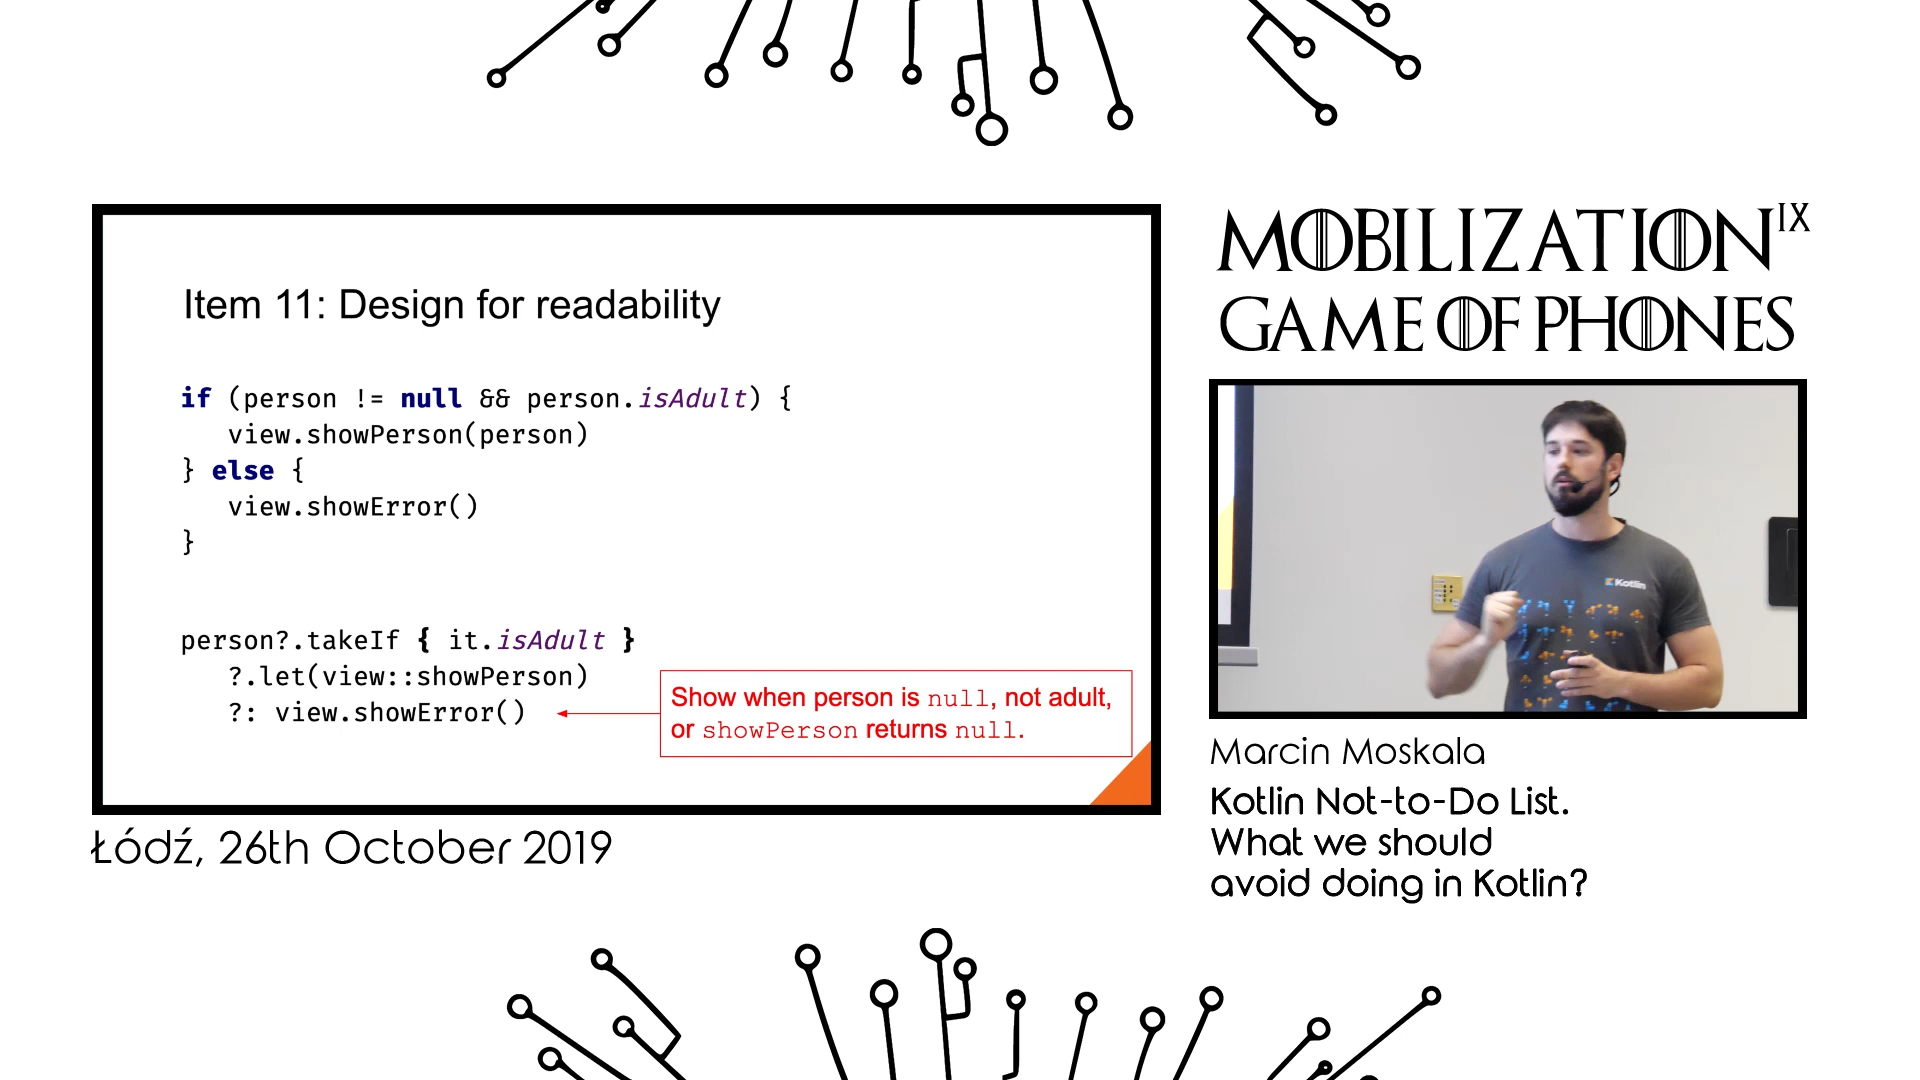 Item 11: Design for readability
if (person != null && person.isAdult) {
view.showPerson(person)
} else {
view.showError()
}
person?.takeIf { it.isAdult }
?.let(view::showPerson)
?: view.showError()
Show when person is null, not adult,
or showPerson returns null.
Łódź, 26th October 2019
MOBILIZATION IX
GAME OF PHONES
Kotlin
Marcin Moskala
Kotlin Not-to-Do List.
What we should
avoid doing in Kotlin?